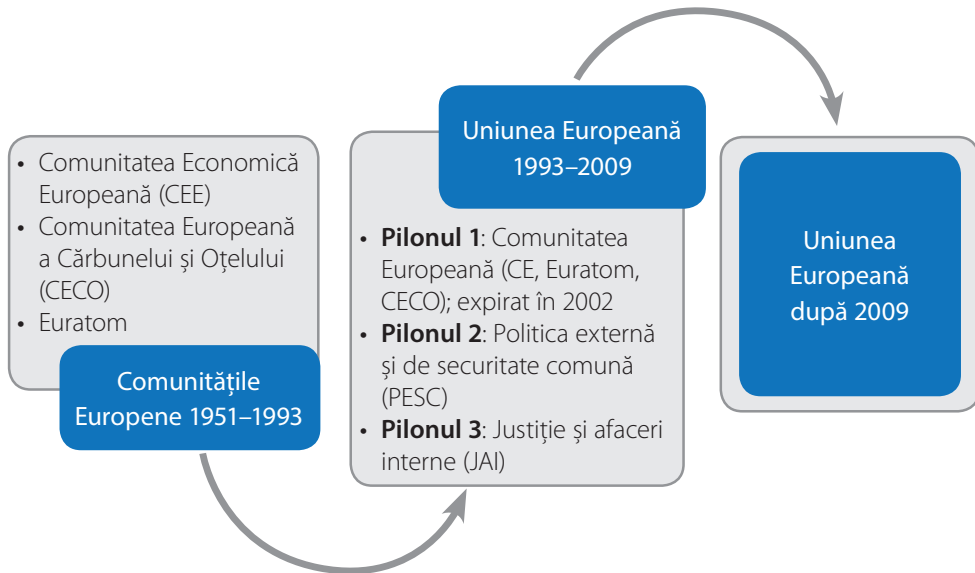 • Comunitatea Economică
Europeană (CEE)
• Comunitatea Europeană
a Cărbunelui și Oțelului
(CECO)
• Euratom
Comunitățile
Europene 1951–1993
Uniunea Europeană
1993–2009
• Pilonul 1: Comunitatea
Europeană (CE, Euratom,
CECO); expirat în 2002
• Pilonul 2: Politica externă
și de securitate comună
(PESC)
• Pilonul 3: Justiție și afaceri
interne (JAI)
Uniunea
Europeană
după 2009